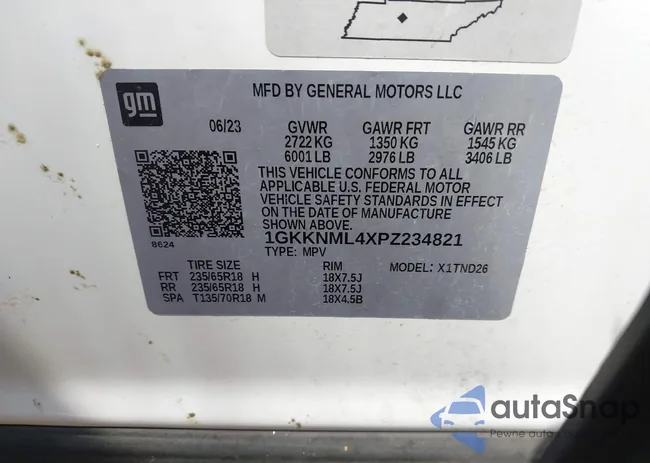 gm
MFD BY GENERAL MOTORS LLC
06/23 GVWR GAWR FRT GAWR RR
2722 KG 1350 KG 1545 KG
6001 LB 2976 LB 3406 LB
THIS VEHICLE CONFORMS TO ALL
APPLICABLE U.S. FEDERAL MOTOR
VEHICLE SAFETY STANDARDS IN EFFECT
ON THE DATE OF MANUFACTURE
SHOWN ABOVE.
8624
1GKKNML4XPZ234821
TYPE: MPV
TIRE SIZE RIM MODEL: X1TND26
FRT 235/65R18 H 18X7.5J
RR 235/65R18 H 18X7.5J
SPA T135/70R18 M 18X4.5B
autoSnap
Pewne auto